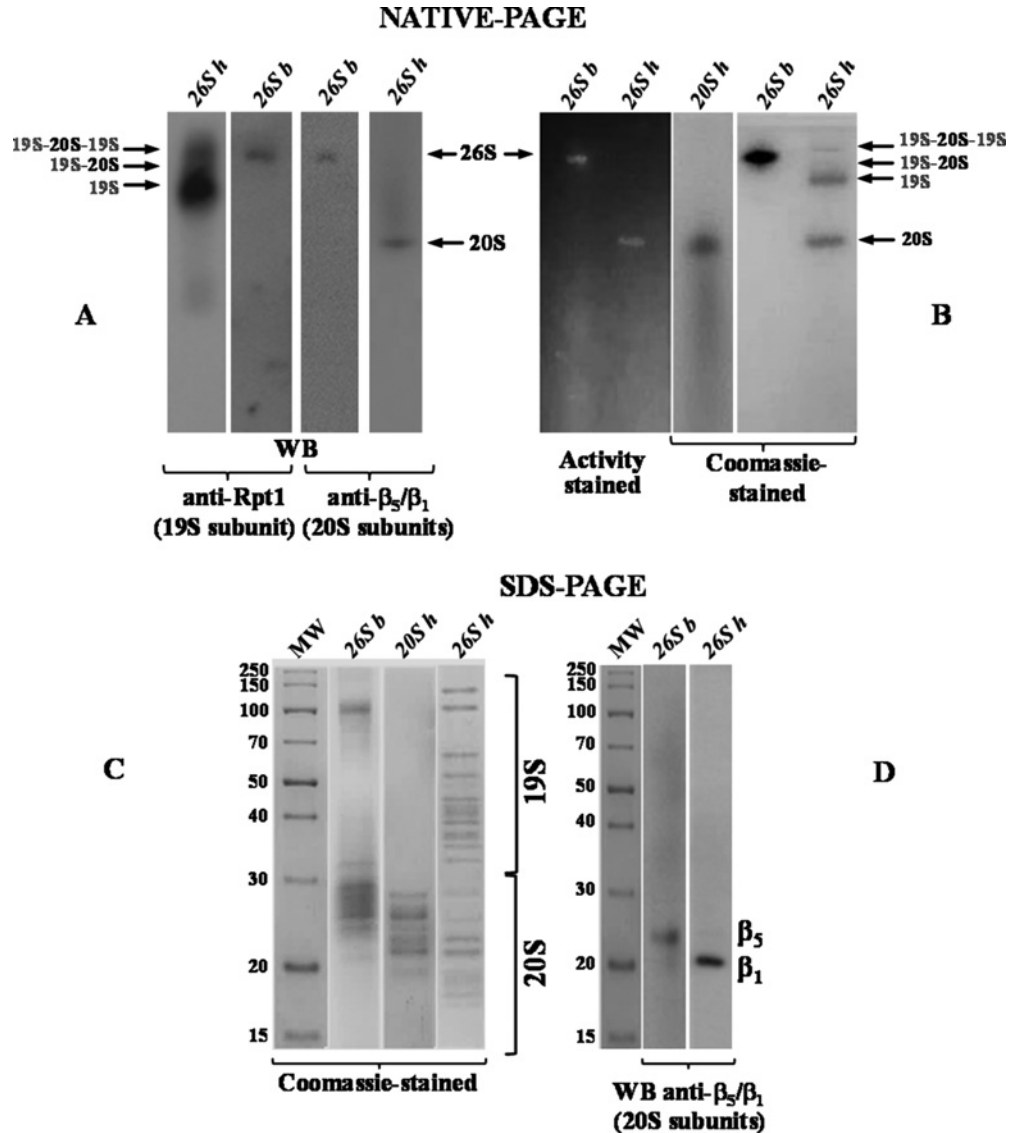 NATIVE-PAGE
26S h
26S b
20S b
26S h
26S b
26S h
20S h
26S b
26S h
19S-20S-19S
19S-20S
19S
26S
20S
19S-20S-19S
19S-20S
19S
20S
A
B
WB
anti-Rpt1
(19S subunit)
anti-β5/β1
(20S subunits)
Activity
stained
Coomassie-
stained
SDS-PAGE
MW
26S b
20S h
26S h
MW
26S b
26S h
250
150
100
70
50
40
30
20
15
19S
20S
C
250
150
100
70
50
40
30
20
15
β5
β1
D
Coomassie-stained
WB anti-β5/β1
(20S subunits)